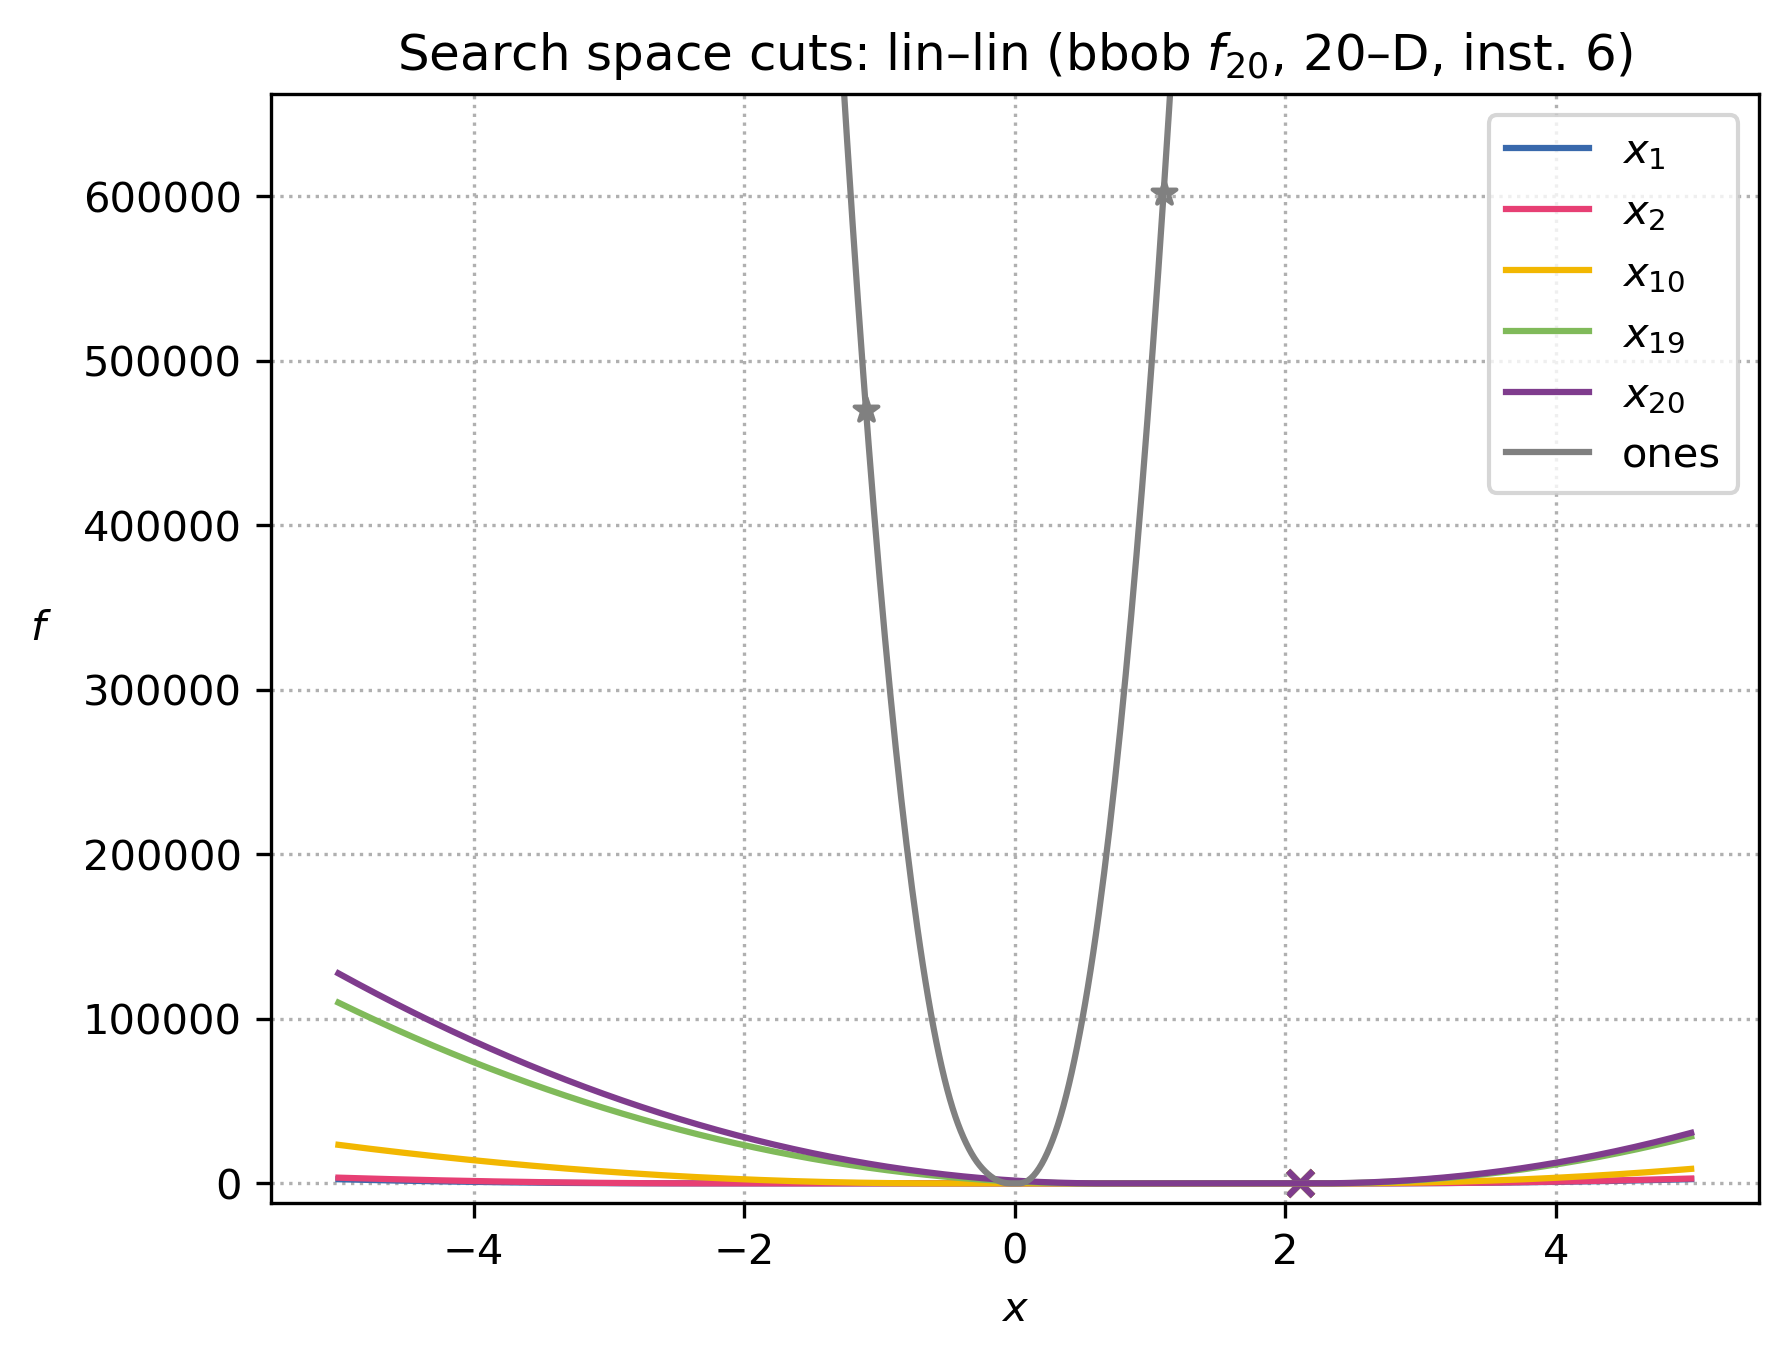 Search space cuts: lin–lin (bbob f₂₀, 20–D, inst. 6)
x₁
x₂
x₁₀
x₁₉
x₂₀
ones
600000
500000
400000
300000
200000
100000
0
f
−4 −2 0 2 4
x